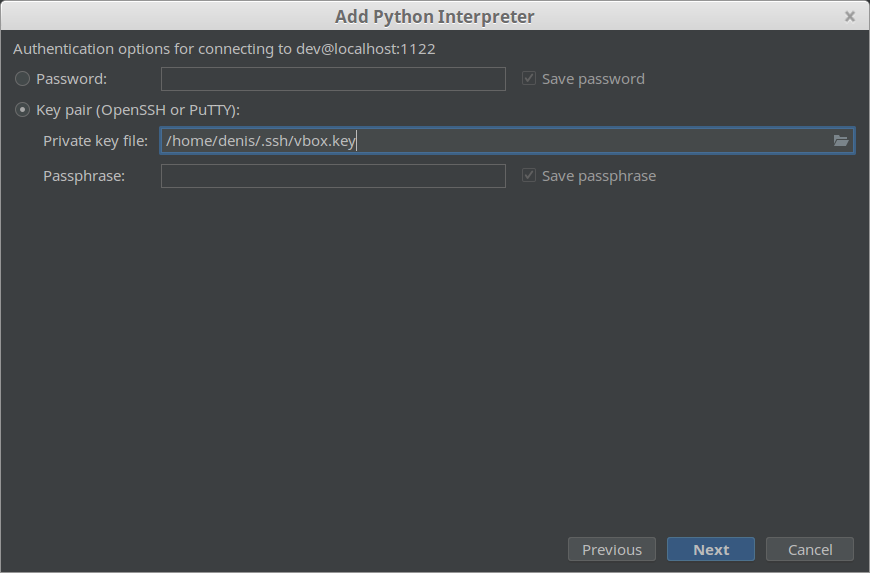 Add Python Interpreter
Authentication options for connecting to dev@localhost:1122
Password:
Save password
Key pair (OpenSSH or PuTTY):
Private key file: /home/denis/.ssh/vbox.key
Passphrase:
Save passphrase
Previous Next Cancel